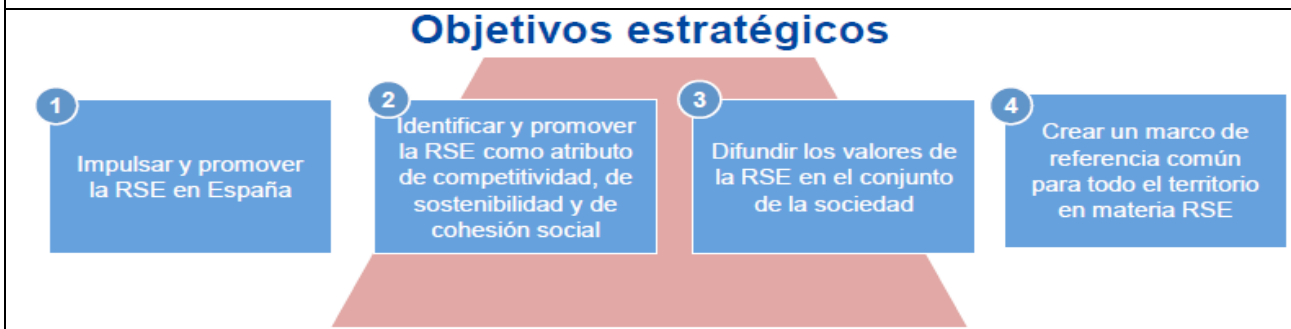 Objetivos estratégicos
1
Impulsar y promover
la RSE en España
2
Identificar y promover
la RSE como atributo
de competitividad, de
sostenibilidad y de
cohesión social
3
Difundir los valores de
la RSE en el conjunto
de la sociedad
4
Crear un marco de
referencia común
para todo el territorio
en materia RSE